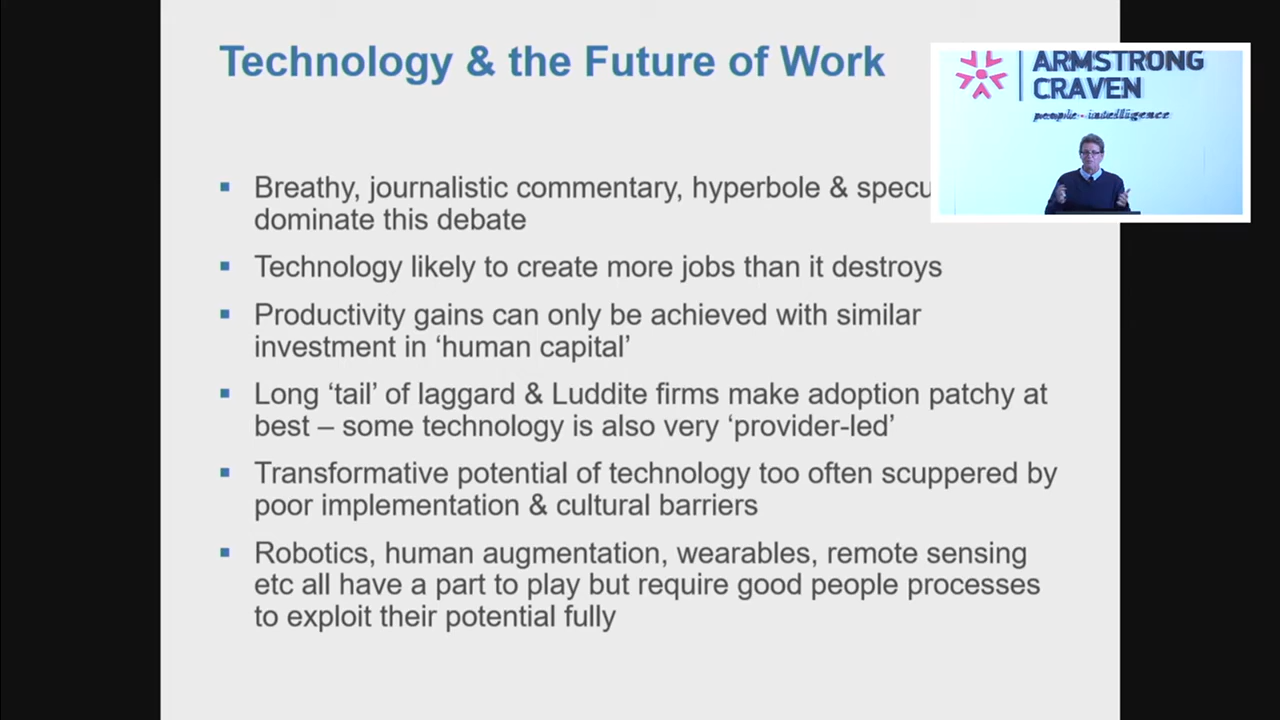 Technology & the Future of Work
ARMSTRONG
CRAVEN
people · intelligence
Breathy, journalistic commentary, hyperbole &
dominate this debate
Technology likely to create more jobs than it destroys
Productivity gains can only be achieved with similar
investment in ‘human capital’
Long ‘tail’ of laggard & Luddite firms make adoption patchy at
best – some technology is also very ‘provider-led’
Transformative potential of technology too often scuppered by
poor implementation & cultural barriers
Robotics, human augmentation, wearables, remote sensing
etc all have a part to play but require good people processes
to exploit their potential fully